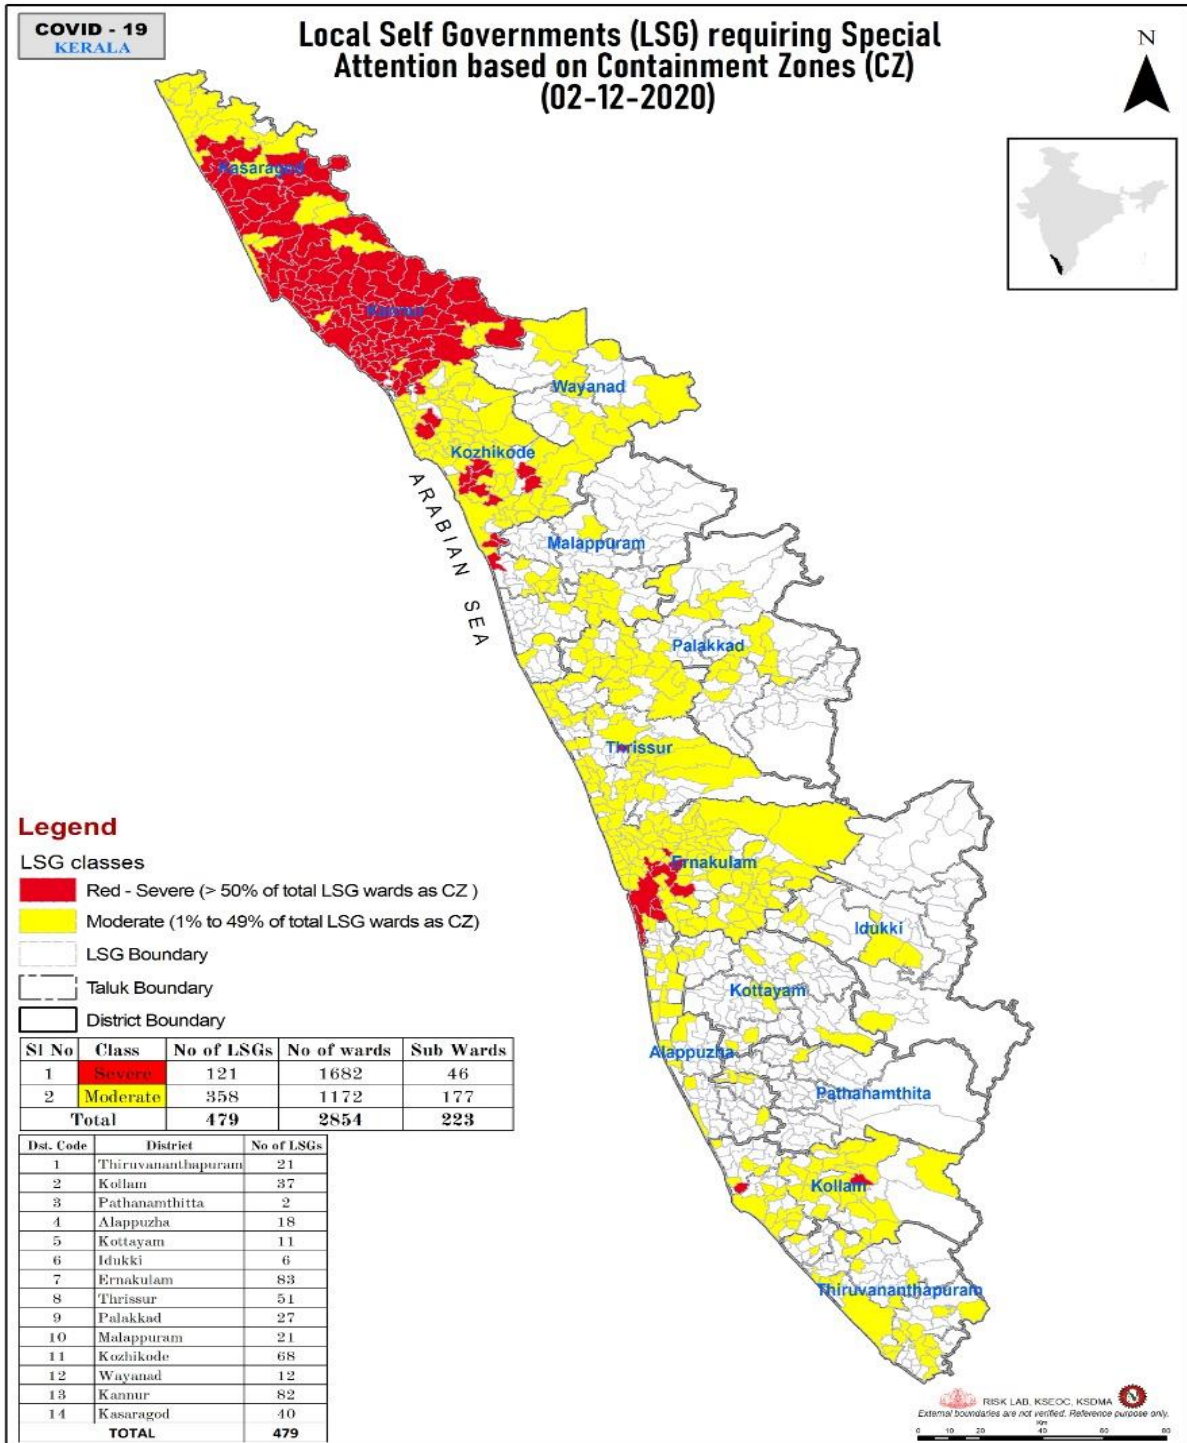 COVID - 19
KERALA
Local Self Governments (LSG) requiring Special
Attention based on Containment Zones (CZ)
(02-12-2020)
N
Kasaragod
Kannur
Wayanad
Kozhikode
ARABIAN SEA
Malappuram
Palakkad
Thrissur
Ernakulam
Idukki
Kottayam
Alappuzha
Pathanamthita
Kollam
Thiruvananthapuram
Legend
LSG classes
Red - Severe (> 50% of total LSG wards as CZ )
Moderate (1% to 49% of total LSG wards as CZ)
LSG Boundary
Taluk Boundary
District Boundary
Sl No Class No of LSGs No of wards Sub Wards
1 Severe 121 1682 46
2 Moderate 358 1172 177
Total 479 2854 223
Dst. Code District No of LSGs
1 Thiruvananthapuram 21
2 Kollam 37
3 Pathanamthitta 2
4 Alappuzha 18
5 Kottayam 11
6 Idukki 6
7 Ernakulam 83
8 Thrissur 51
9 Palakkad 27
10 Malappuram 21
11 Kozhikode 68
12 Wayanad 12
13 Kannur 82
14 Kasaragod 40
TOTAL 479
RISK LAB, KSEOC, KSDMA
External boundaries are not verified. Reference purpose only.
Km
0 10 20 40 60 80